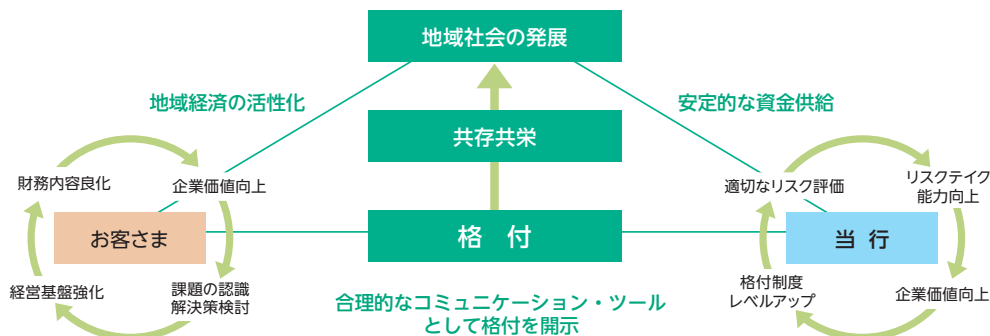 地域社会の発展
地域経済の活性化
安定的な資金供給
共存共栄
財務内容良化
企業価値向上
適切なリスク評価
リスクテイク
能力向上
お客さま
格 付
当 行
経営基盤強化
課題の認識
解決策検討
格付制度
レベルアップ
企業価値向上
合理的なコミュニケーション・ツール
として格付を開示